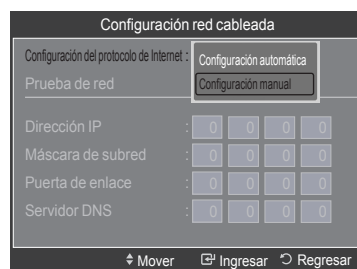 Configuración red cableada
Configuración del protocolo de Internet : Configuración automática
Configuración manual
Prueba de red
Dirección IP : 0 0 0 0
Máscara de subred : 0 0 0 0
Puerta de enlace : 0 0 0 0
Servidor DNS : 0 0 0 0
Mover Ingresar Regresar